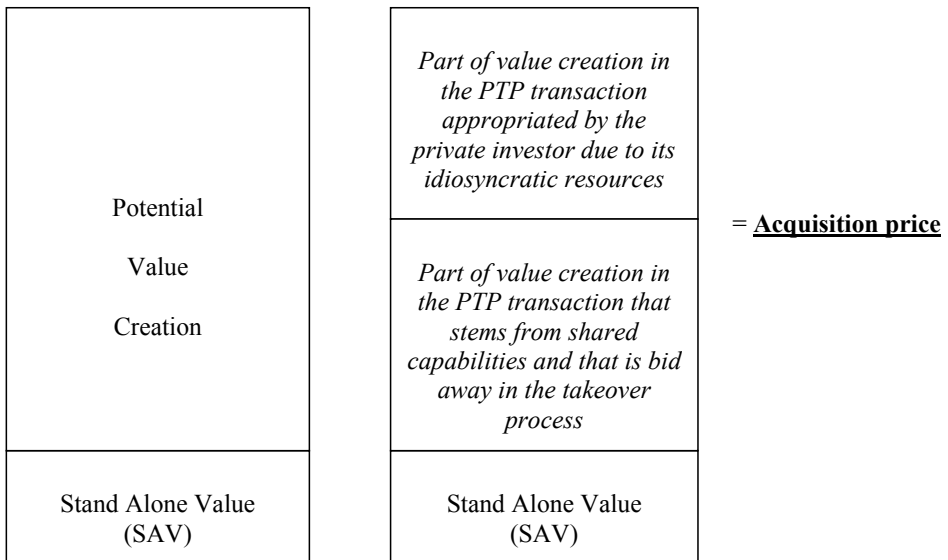 Potential
Value
Creation
Stand Alone Value
(SAV)
Part of value creation in
the PTP transaction
appropriated by the
private investor due to its
idiosyncratic resources
Part of value creation in
the PTP transaction that
stems from shared
capabilities and that is bid
away in the takeover
process
Stand Alone Value
(SAV)
= Acquisition price